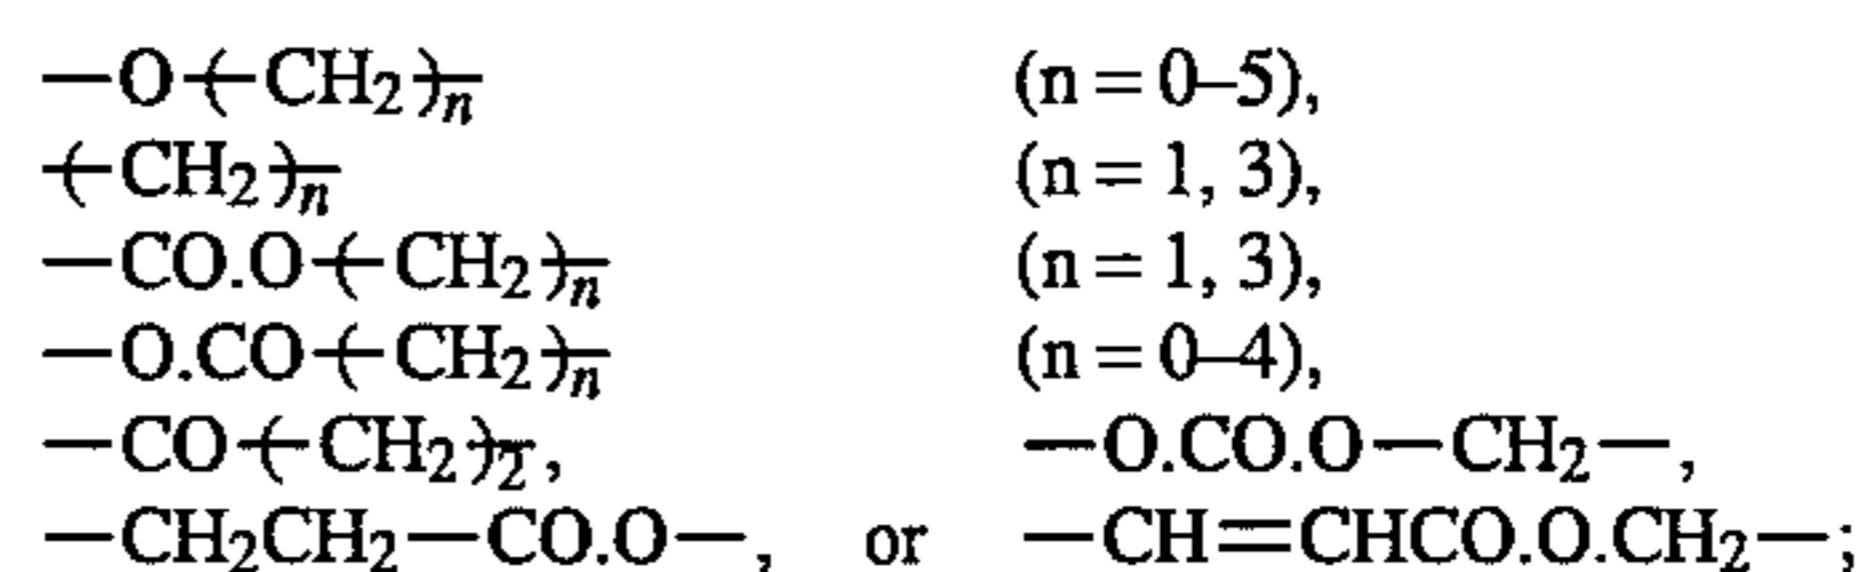 —O—(CH₂)ₙ— (n = 0–5),
—(CH₂)ₙ— (n = 1, 3),
—CO.O—(CH₂)ₙ— (n = 1, 3),
—O.CO—(CH₂)ₙ— (n = 0–4),
—CO—(CH₂)₂—, —O.CO.O—CH₂—,
—CH₂CH₂—CO.O—, or —CH=CHCO.O.CH₂—;